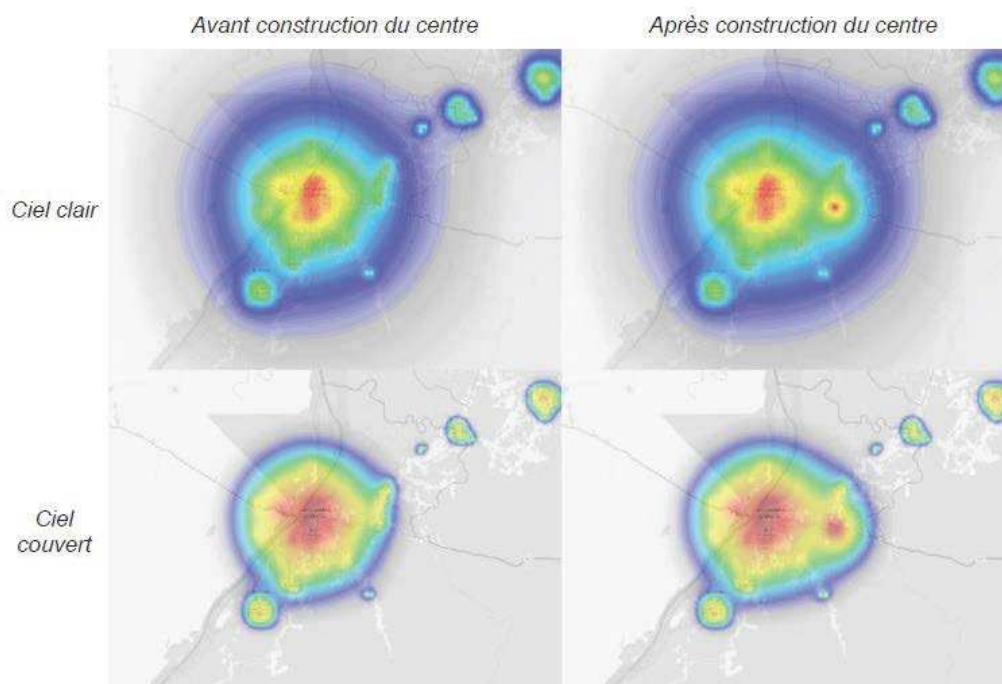 Avant construction du centre
Après construction du centre
Ciel clair
Ciel
couvert